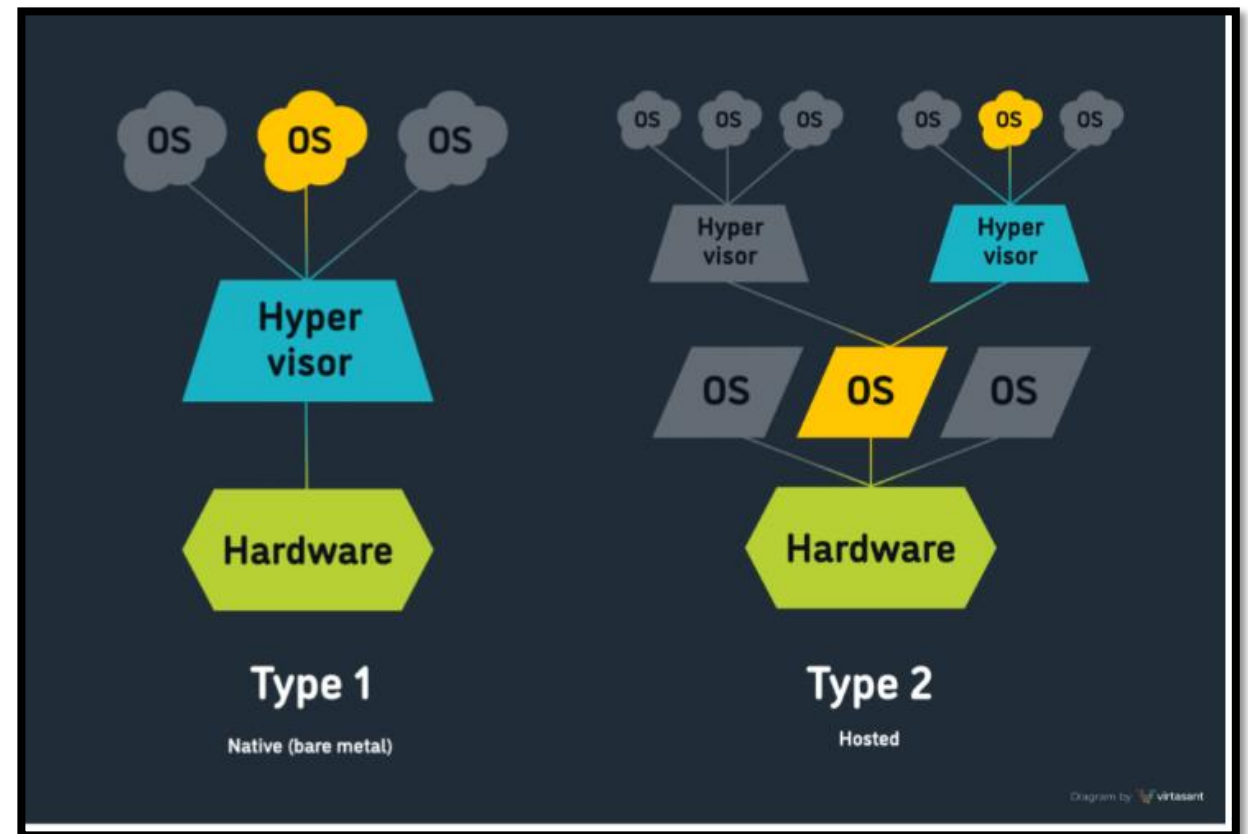 OS OS OS
Hyper
visor
Hardware
Type 1
Native (bare metal)
OS OS OS OS OS OS
Hyper
visor
Hyper
visor
OS OS OS
Hardware
Type 2
Hosted
Diagram by virtasant